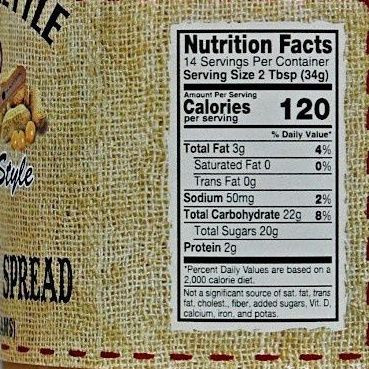 TTLE
Style
SPREAD
Nutrition Facts
14 Servings Per Container
Serving Size 2 Tbsp (34g)
Amount Per Serving
Calories 120
per serving
% Daily Value*
Total Fat 3g 4%
Saturated Fat 0 0%
Trans Fat 0g
Sodium 50mg 2%
Total Carbohydrate 22g 8%
Total Sugars 20g
Protein 2g
*Percent Daily Values are based on a
2,000 calorie diet.
Not a significant source of sat. fat, trans
fat, cholest., fiber, added sugars, Vit. D,
calcium, iron, and potas.